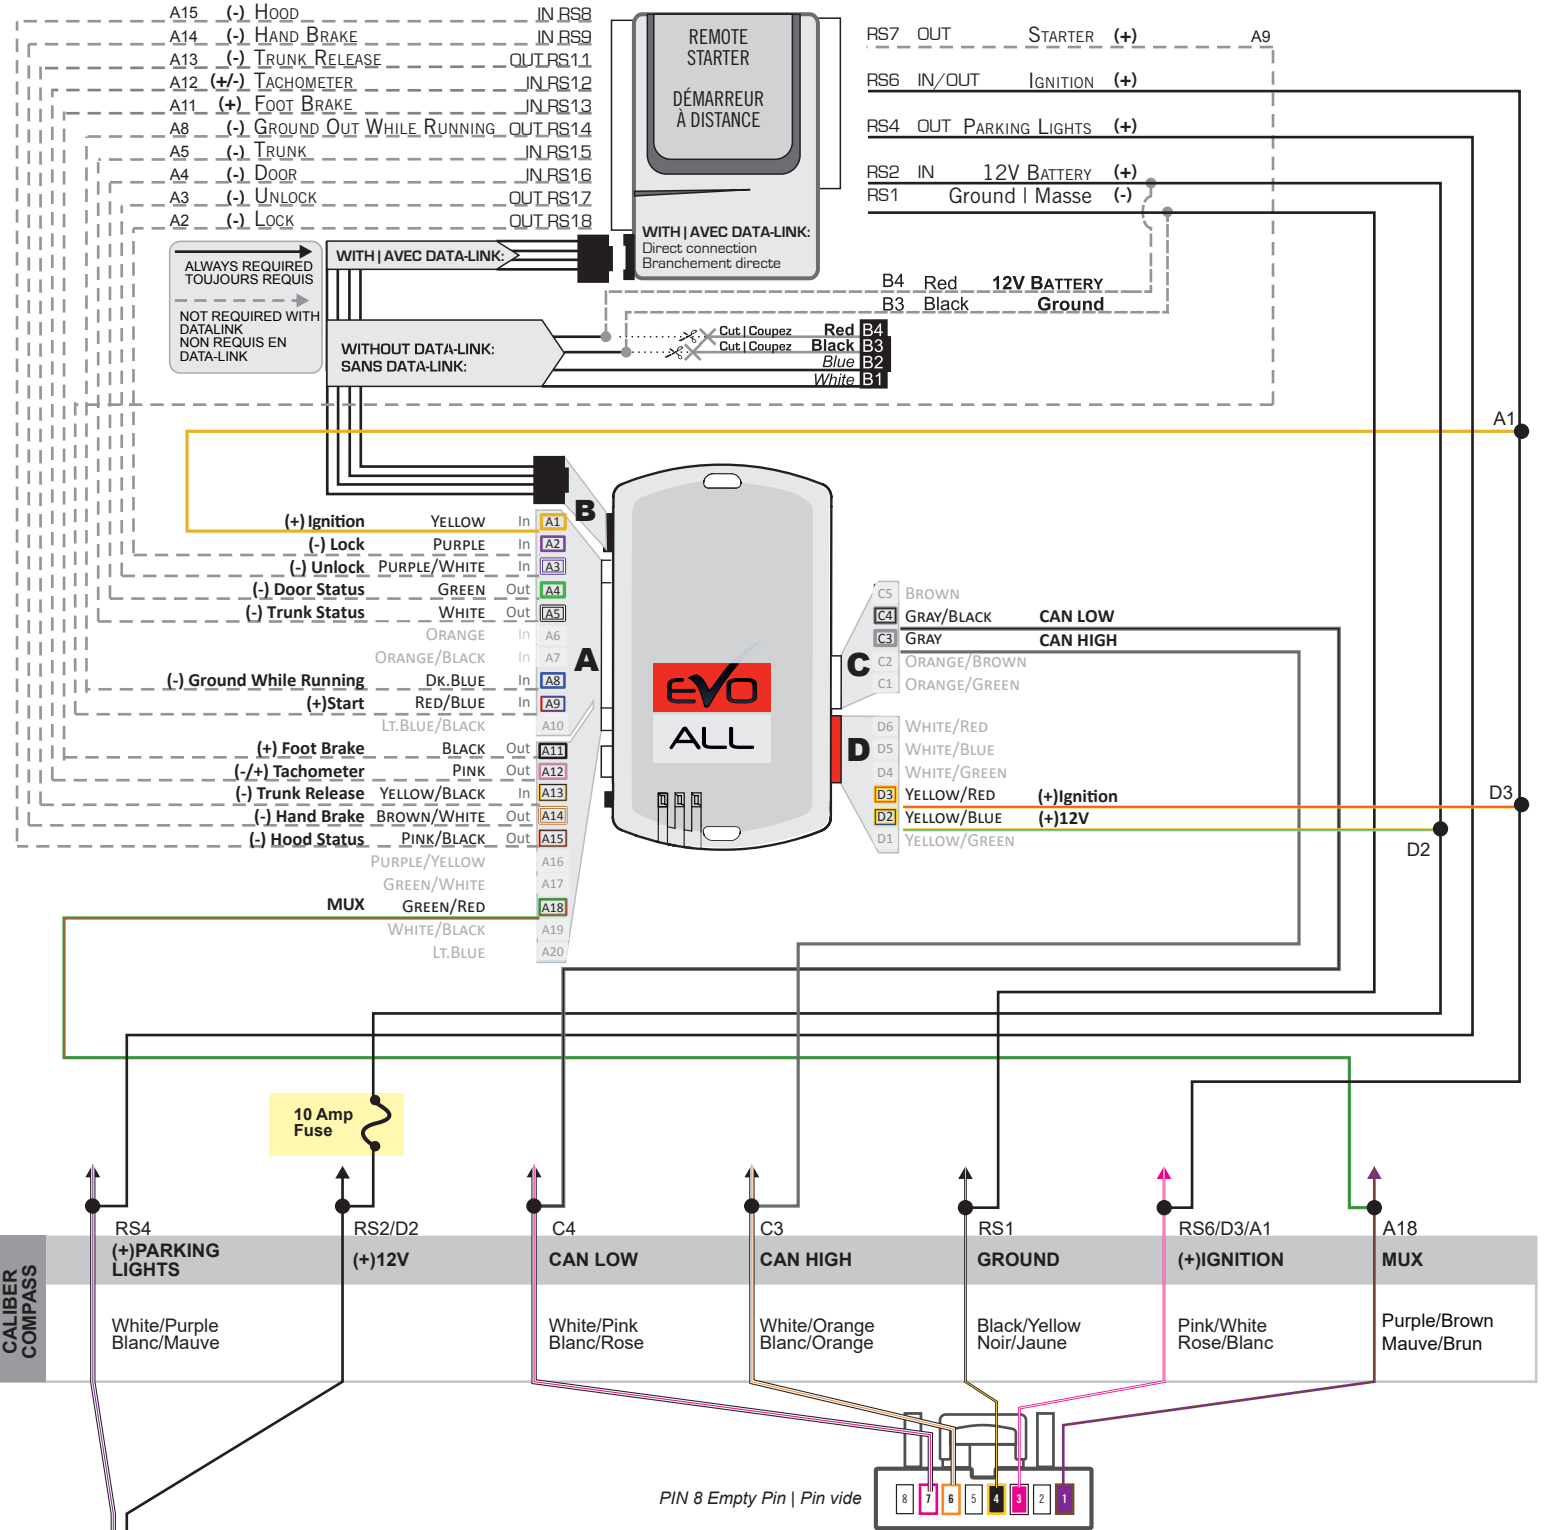 A15 (-) HOOD IN RS8
A14 (-) HAND BRAKE IN RS9
A13 (-) TRUNK RELEASE OUT RS11
A12 (+/-) TACHOMETER IN RS12
A11 (+) FOOT BRAKE IN RS13
A8 (-) GROUND OUT WHILE RUNNING OUT RS14
A5 (-) TRUNK IN RS15
A4 (-) DOOR IN RS16
A3 (-) UNLOCK OUT RS17
A2 (-) LOCK OUT RS18
REMOTE
STARTER
DÉMARREUR
À DISTANCE
WITH | AVEC DATA-LINK:
Direct connection
Branchement directe
RS7 OUT STARTER (+) A9
RS6 IN/OUT IGNITION (+)
RS4 OUT PARKING LIGHTS (+)
RS2 IN 12V BATTERY (+)
RS1 Ground | Masse (-)
ALWAYS REQUIRED
TOUJOURS REQUIS
NOT REQUIRED WITH
DATALINK
NON REQUIS EN
DATA-LINK
WITH | AVEC DATA-LINK:
WITHOUT DATA-LINK:
SANS DATA-LINK:
B4 Red 12V BATTERY
B3 Black Ground
Cut | Coupez Red B4
Cut | Coupez Black B3
Blue B2
White B1
A1
B
(+) Ignition YELLOW In A1
(-) Lock PURPLE In A2
(-) Unlock PURPLE/WHITE In A3
(-) Door Status GREEN Out A4
(-) Trunk Status WHITE Out A5
ORANGE In A6
ORANGE/BLACK In A7
(-) Ground While Running DK.BLUE In A8
(+)Start RED/BLUE In A9
LT.BLUE/BLACK A10
(+) Foot Brake BLACK Out A11
(-/+) Tachometer PINK Out A12
(-) Trunk Release YELLOW/BLACK In A13
(-) Hand Brake BROWN/WHITE Out A14
(-) Hood Status PINK/BLACK Out A15
PURPLE/YELLOW A16
GREEN/WHITE A17
MUX GREEN/RED A18
WHITE/BLACK A19
LT.BLUE A20
A
EVO
ALL
C
C5 BROWN
C4 GRAY/BLACK CAN LOW
C3 GRAY CAN HIGH
C2 ORANGE/BROWN
C1 ORANGE/GREEN
D
D6 WHITE/RED
D5 WHITE/BLUE
D4 WHITE/GREEN
D3 YELLOW/RED (+)Ignition
D2 YELLOW/BLUE (+)12V
D1 YELLOW/GREEN
D3
D2
10 Amp
Fuse
RS4 RS2/D2 C4 C3 RS1 RS6/D3/A1 A18
(+)PARKING
LIGHTS
(+)12V CAN LOW CAN HIGH GROUND (+)IGNITION MUX
CALIBER
COMPASS
White/Purple
Blanc/Mauve
White/Pink
Blanc/Rose
White/Orange
Blanc/Orange
Black/Yellow
Noir/Jaune
Pink/White
Rose/Blanc
Purple/Brown
Mauve/Brun
PIN 8 Empty Pin | Pin vide
8 7 6 5 4 3 2 1